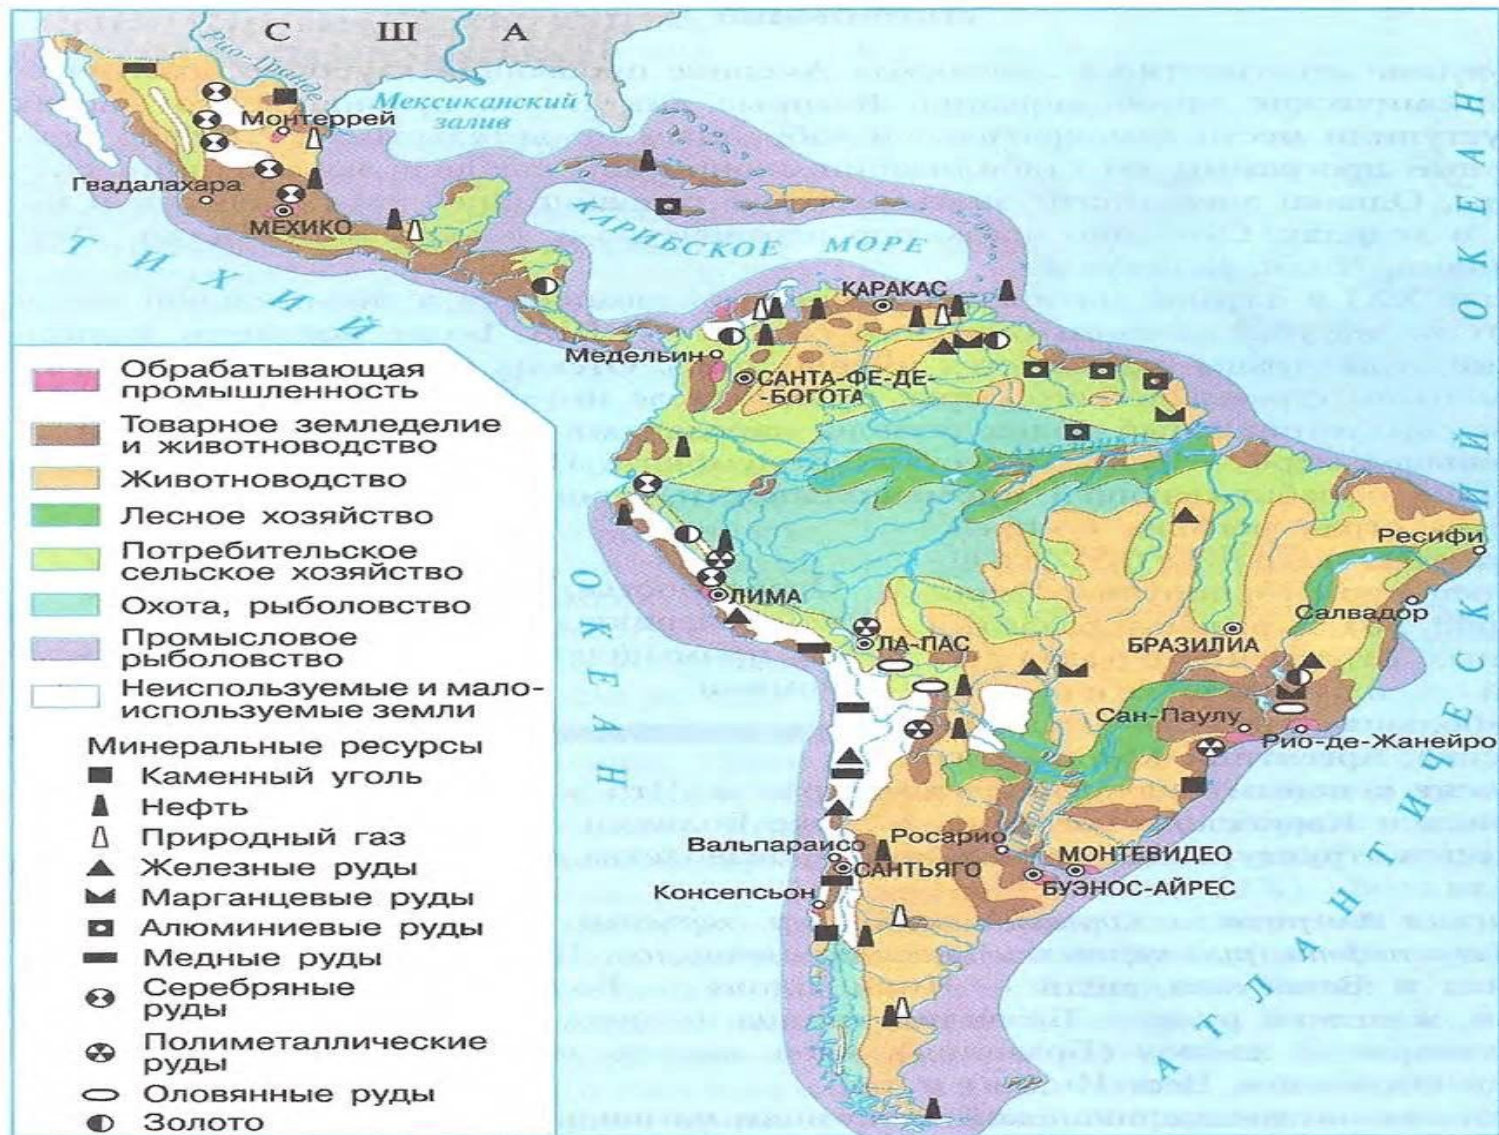 США
Рио-Гранде
Мексиканский
залив
Монтеррей
Гвадалахара
МЕХИКО
КАРИБСКОЕ МОРЕ
ТИХИЙ
ОКЕАН
АТЛАНТИЧЕСКИЙ ОКЕАН
КАРАКАС
Медельин
САНТА-ФЕ-ДЕ-
-БОГОТА
ЛИМА
ЛА-ПАС
БРАЗИЛИА
Ресифи
Салвадор
Сан-Паулу
Рио-де-Жанейро
Вальпараисо
Росарио
САНТЬЯГО
МОНТЕВИДЕО
Консепсьон
БУЭНОС-АЙРЕС
Обрабатывающая
промышленность
Товарное земледелие
и животноводство
Животноводство
Лесное хозяйство
Потребительское
сельское хозяйство
Охота, рыболовство
Промысловое
рыболовство
Неиспользуемые и мало-
используемые земли
Минеральные ресурсы
Каменный уголь
Нефть
Природный газ
Железные руды
Марганцевые руды
Алюминиевые руды
Медные руды
Серебряные
руды
Полиметаллические
руды
Оловянные руды
Золото